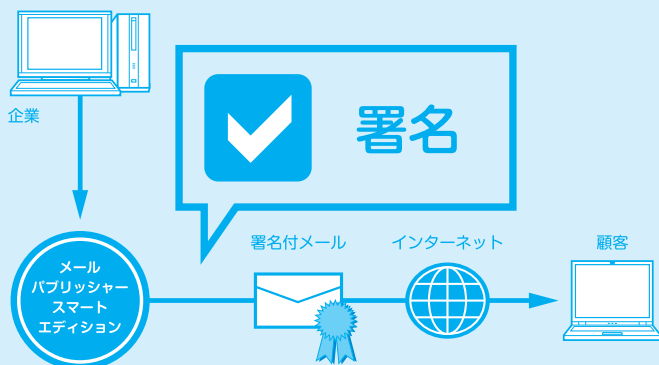 企業
署名
署名付メール
インターネット
顧客
メール
パブリッシャー
スマート
エディション